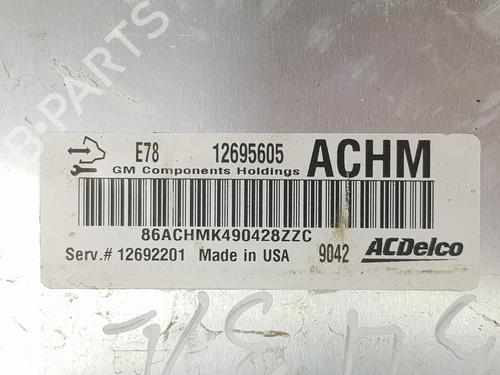 B-PARTS
E78 12695605 ACHM
GM Components Holdings
86ACHMK490428ZZC
Serv.# 12692201 Made in USA 9042 ACDelco